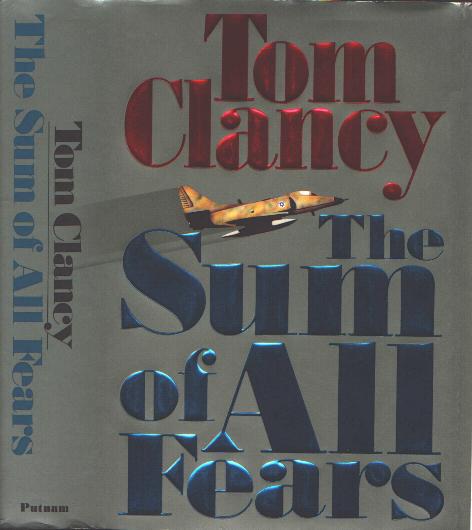 The Sum of All Fears
Tom Clancy
Putnam
Tom
Clancy
The
Sum
of All
Fears